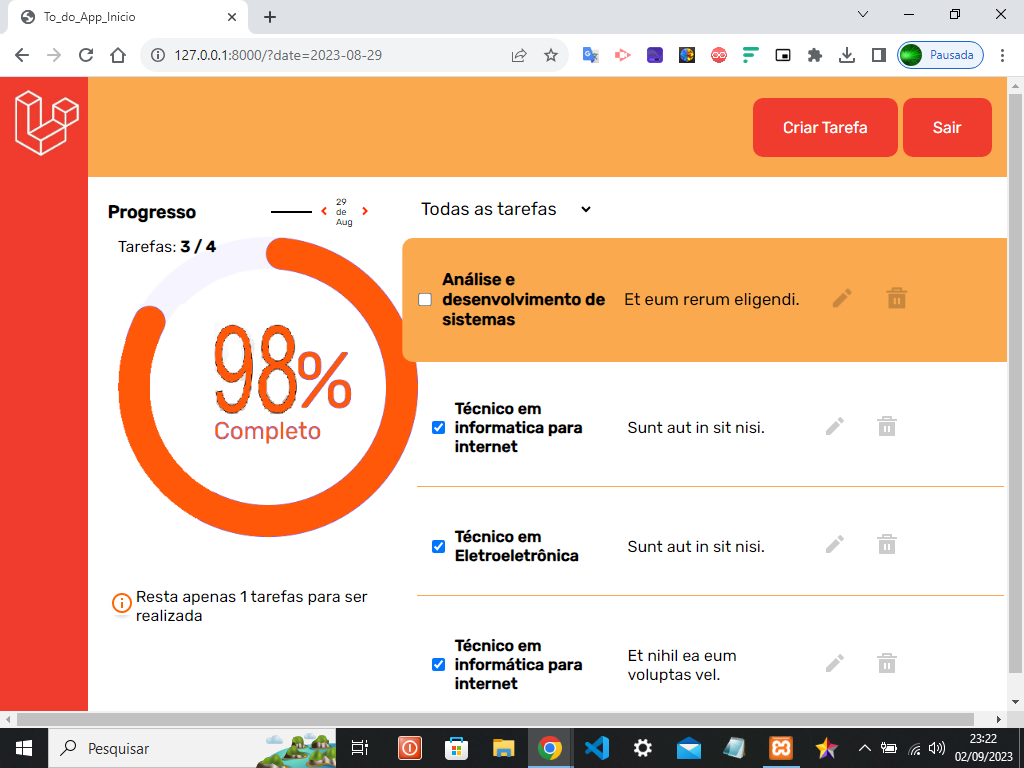 To_do_App_Inicio
127.0.0.1:8000/?date=2023-08-29
Pausada
Criar Tarefa
Sair
Progresso
29
de
Aug
Todas as tarefas
Tarefas: 3 / 4
98%
Completo
Resta apenas 1 tarefas para ser
realizada
Análise e
desenvolvimento de
sistemas
Et eum rerum eligendi.
Técnico em
informatica para
internet
Sunt aut in sit nisi.
Técnico em
Eletroeletrônica
Sunt aut in sit nisi.
Técnico em
informática para
internet
Et nihil ea eum
voluptas vel.
Pesquisar
23:22
02/09/2023